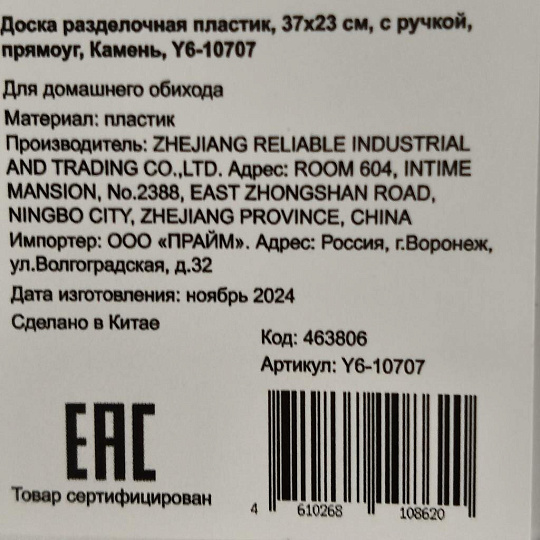 Доска разделочная пластик, 37х23 см, с ручкой,
прямоуг, Камень, Y6-10707
Для домашнего обихода
Материал: пластик
Производитель: ZHEJIANG RELIABLE INDUSTRIAL
AND TRADING CO.,LTD. Адрес: ROOM 604, INTIME
MANSION, No.2388, EAST ZHONGSHAN ROAD,
NINGBO CITY, ZHEJIANG PROVINCE, CHINA
Импортер: ООО «ПРАЙМ». Адрес: Россия, г.Воронеж,
ул.Волгоградская, д.32
Дата изготовления: ноябрь 2024
Сделано в Китае
Код: 463806
Артикул: Y6-10707
ЕАС
Товар сертифицирован
4 610268 108620